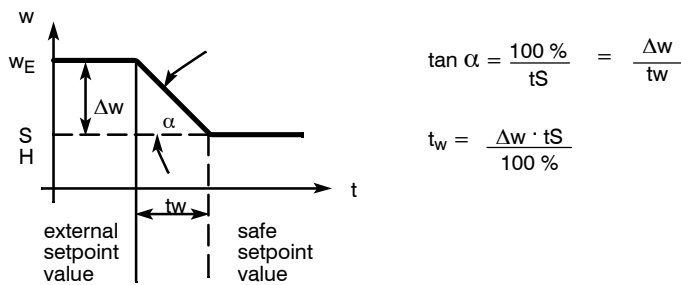 w
w_E
Δw
α
S
H
t
tw
external
setpoint
value
safe
setpoint
value
tan α = 100 % / tS = Δw / tw
t_w = Δw · tS / 100 %